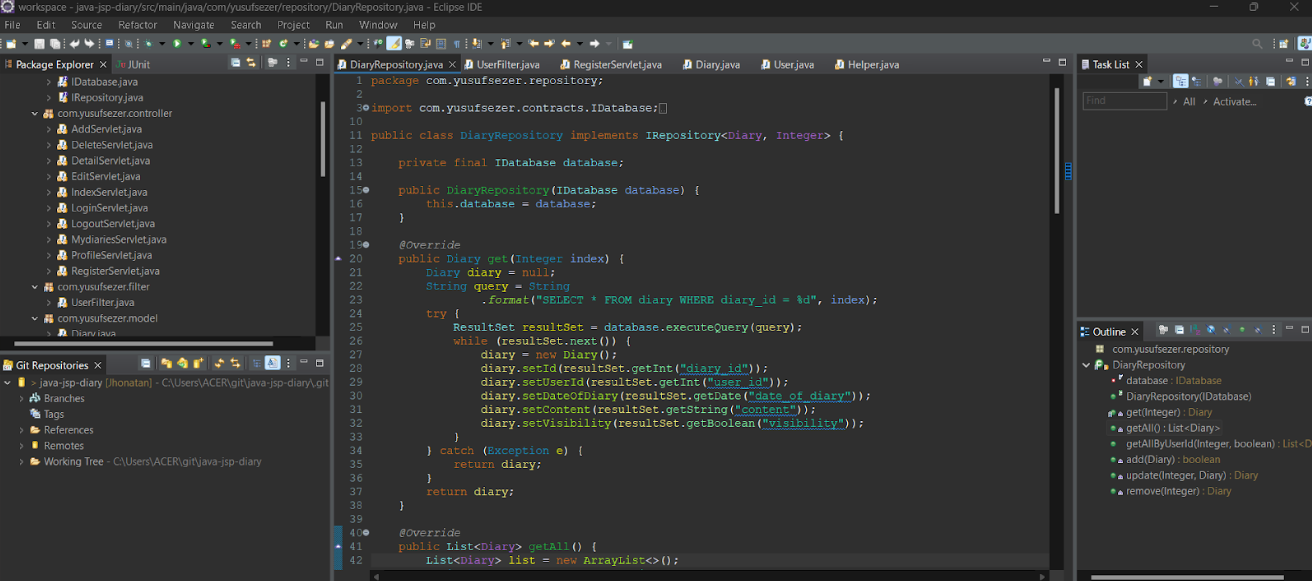 workspace - java-jsp-diary/src/main/java/com/yusufsezer/repository/DiaryRepository.java - Eclipse IDE
File Edit Source Refactor Navigate Search Project Run Window Help
Package Explorer JUnit
IDatabase.java
IRepository.java
com.yusufsezer.controller
AddServlet.java
DeleteServlet.java
DetailServlet.java
EditServlet.java
IndexServlet.java
LoginServlet.java
LogoutServlet.java
MydiariesServlet.java
ProfileServlet.java
RegisterServlet.java
com.yusufsezer.filter
UserFilter.java
com.yusufsezer.model
Diary.java
Git Repositories
> java-jsp-diary [Jhonatan] - C:\Users\ACER\git\java-jsp-diary\.git
Branches
Tags
References
Remotes
Working Tree - C:\Users\ACER\git\java-jsp-diary
DiaryRepository.java UserFilter.java RegisterServlet.java Diary.java User.java Helper.java
1 package com.yusufsezer.repository;
2
3 import com.yusufsezer.contracts.IDatabase;
10
11 public class DiaryRepository implements IRepository<Diary, Integer> {
12
13 private final IDatabase database;
14
15 public DiaryRepository(IDatabase database) {
16 this.database = database;
17 }
18
19 @Override
20 public Diary get(Integer index) {
21 Diary diary = null;
22 String query = String
23 .format("SELECT * FROM diary WHERE diary_id = %d", index);
24 try {
25 ResultSet resultSet = database.executeQuery(query);
26 while (resultSet.next()) {
27 diary = new Diary();
28 diary.setId(resultSet.getInt("diary_id"));
29 diary.setUserId(resultSet.getInt("user_id"));
30 diary.setDateOfDiary(resultSet.getDate("date_of_diary"));
31 diary.setContent(resultSet.getString("content"));
32 diary.setVisibility(resultSet.getBoolean("visibility"));
33 }
34 } catch (Exception e) {
35 return diary;
36 }
37 return diary;
38 }
39
40 @Override
41 public List<Diary> getAll() {
42 List<Diary> list = new ArrayList<>();
Task List
Find All Activate...
Outline
com.yusufsezer.repository
DiaryRepository
database : IDatabase
DiaryRepository(IDatabase)
get(Integer) : Diary
getAll() : List<Diary>
getAllByUserId(Integer, boolean) : List<D
add(Diary) : boolean
update(Integer, Diary) : Diary
remove(Integer) : Diary